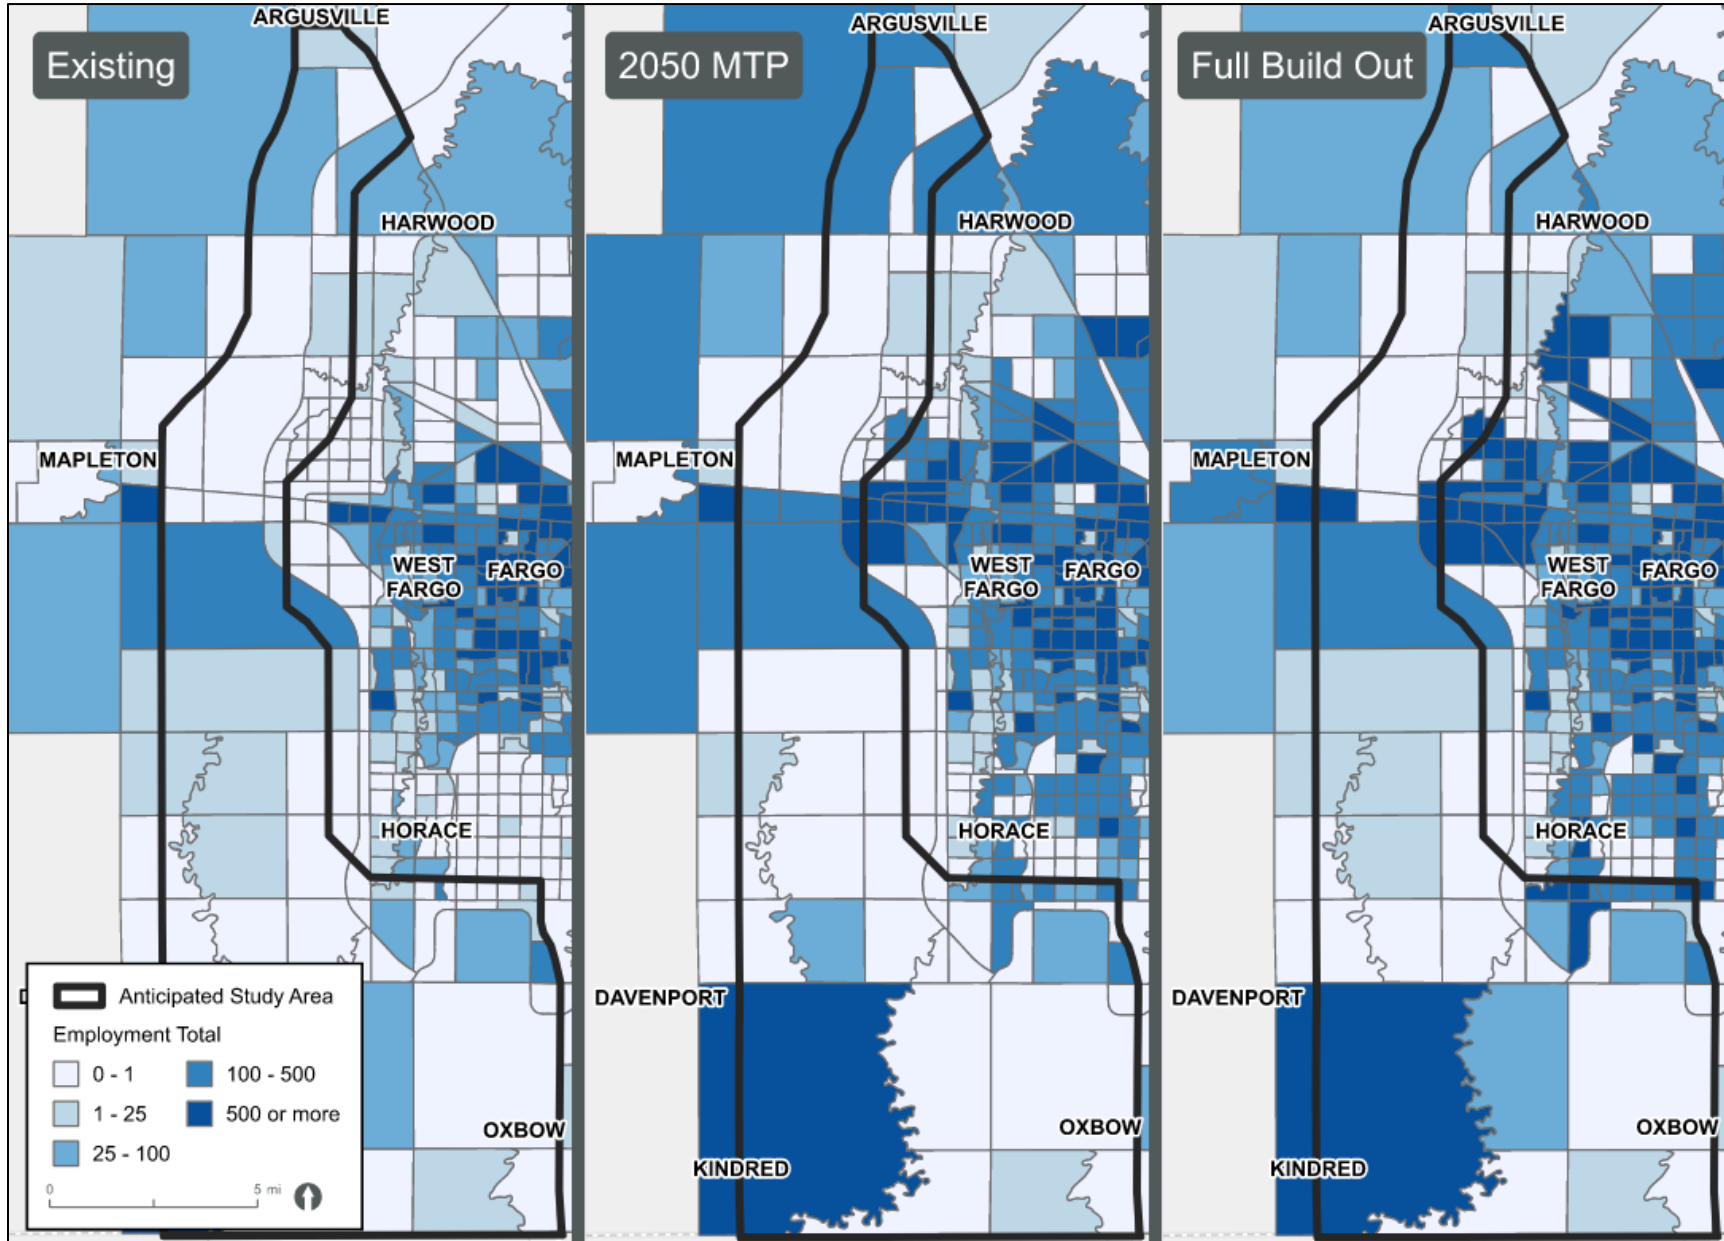 ARGUSVILLE
Existing
HARWOOD
MAPLETON
WEST
FARGO
FARGO
HORACE
OXBOW
Anticipated Study Area
Employment Total
0 - 1
100 - 500
1 - 25
500 or more
25 - 100
0
5 mi
ARGUSVILLE
2050 MTP
HARWOOD
MAPLETON
WEST
FARGO
FARGO
HORACE
DAVENPORT
OXBOW
KINDRED
ARGUSVILLE
Full Build Out
HARWOOD
MAPLETON
WEST
FARGO
FARGO
HORACE
DAVENPORT
OXBOW
KINDRED